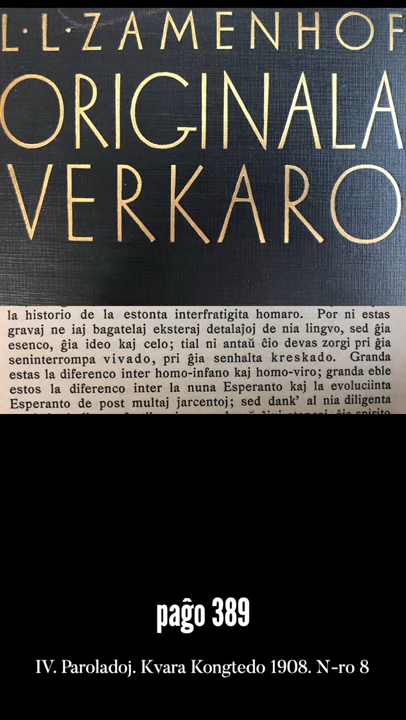 L·L·ZAMENHOF
ORIGINALA
VERKARO
la historio de la estonta interfratigita homaro. Por ni estas
gravaj ne iaj bagatelaj eksteraj detalajoj de nia lingvo, sed ĝia
esenco, ĝia ideo kaj celo; tial ni antaŭ ĉio devas zorgi pri ĝia
seninterrompa vivado, pri ĝia senhalta kreskado. Granda
estas la diferenco inter homo-infano kaj homo-viro; granda eble
estos la diferenco inter la nuna Esperanto kaj la evoluciinta
Esperanto de post multaj jarcentoj; sed dank' al nia diligenta
paĝo 389
IV. Paroladoj. Kvara Kongtedo 1908. N-ro 8